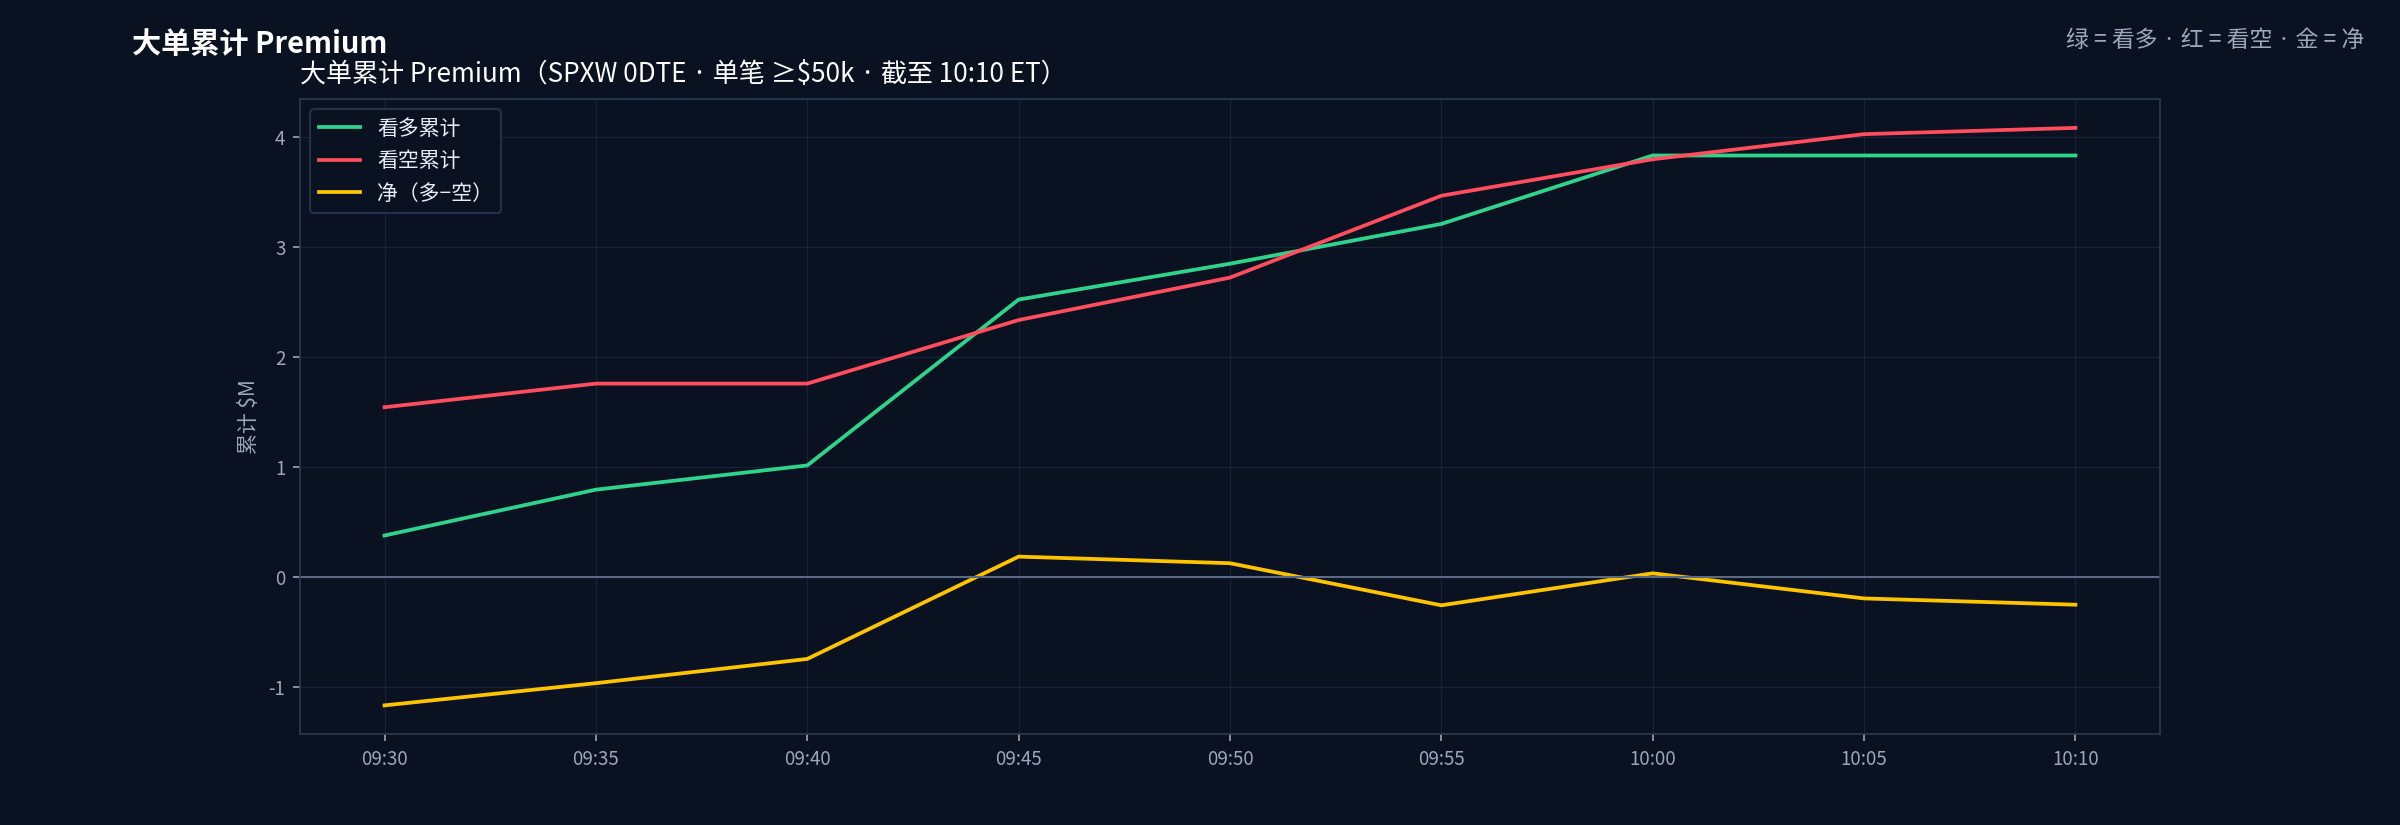 大单累计 Premium
绿 = 看多 · 红 = 看空 · 金 = 净
大单累计 Premium（SPXW 0DTE · 单笔 ≥$50k · 截至 10:10 ET）
看多累计
看空累计
净（多−空）
累计 $M
4
3
2
1
0
-1
09:30
09:35
09:40
09:45
09:50
09:55
10:00
10:05
10:10